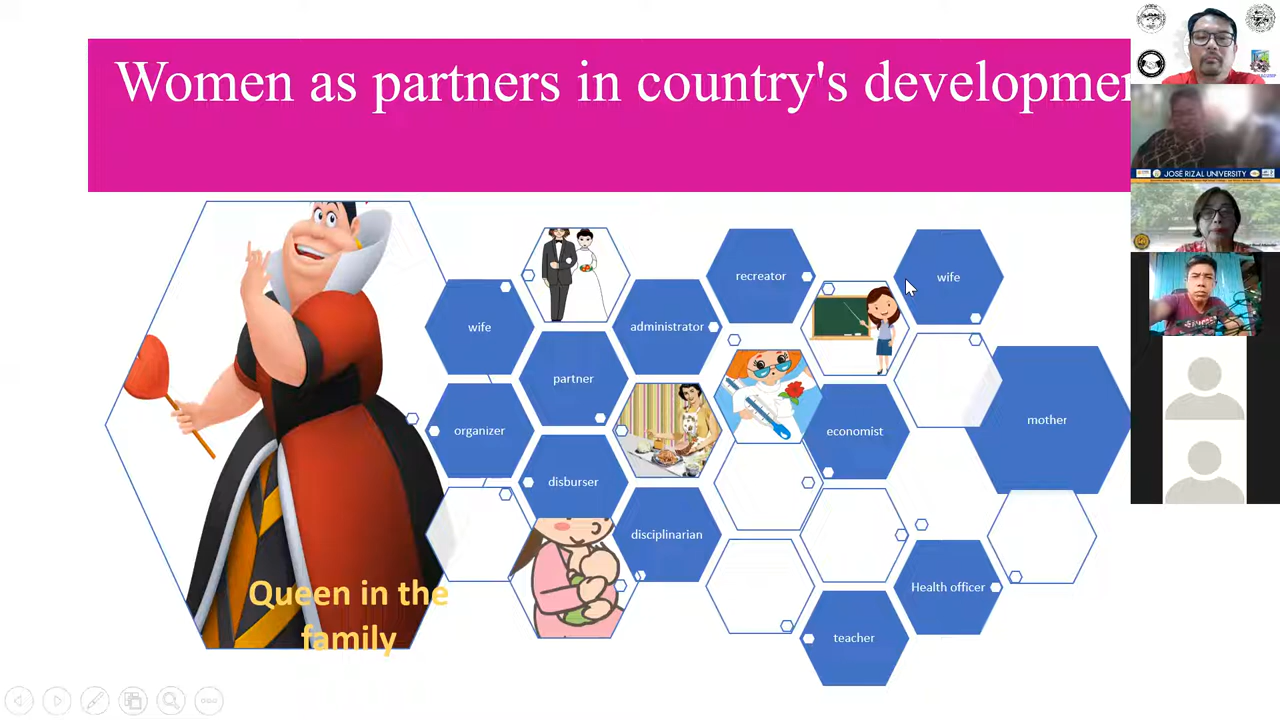 Women as partners in country's developmen
JOSÉ RIZAL UNIVERSITY
recreator
wife
wife
administrator
partner
mother
organizer
economist
disburser
disciplinarian
Health officer
Queen in the
family
teacher